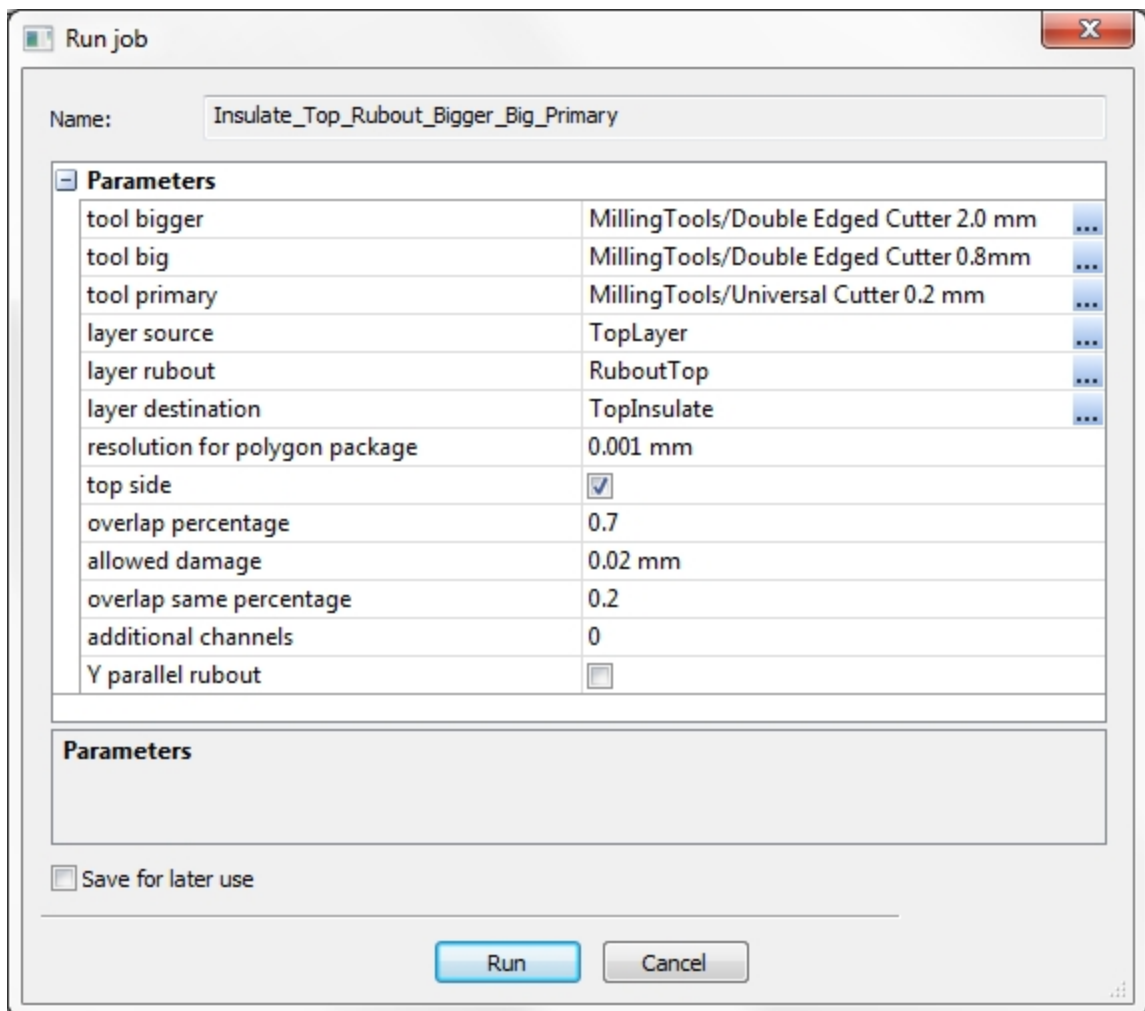 Run job
Name: Insulate_Top_Rubout_Bigger_Big_Primary
Parameters
tool bigger MillingTools/Double Edged Cutter 2.0 mm ...
tool big MillingTools/Double Edged Cutter 0.8mm ...
tool primary MillingTools/Universal Cutter 0.2 mm ...
layer source TopLayer ...
layer rubout RuboutTop ...
layer destination TopInsulate ...
resolution for polygon package 0.001 mm
top side
overlap percentage 0.7
allowed damage 0.02 mm
overlap same percentage 0.2
additional channels 0
Y parallel rubout
Parameters
Save for later use
Run Cancel